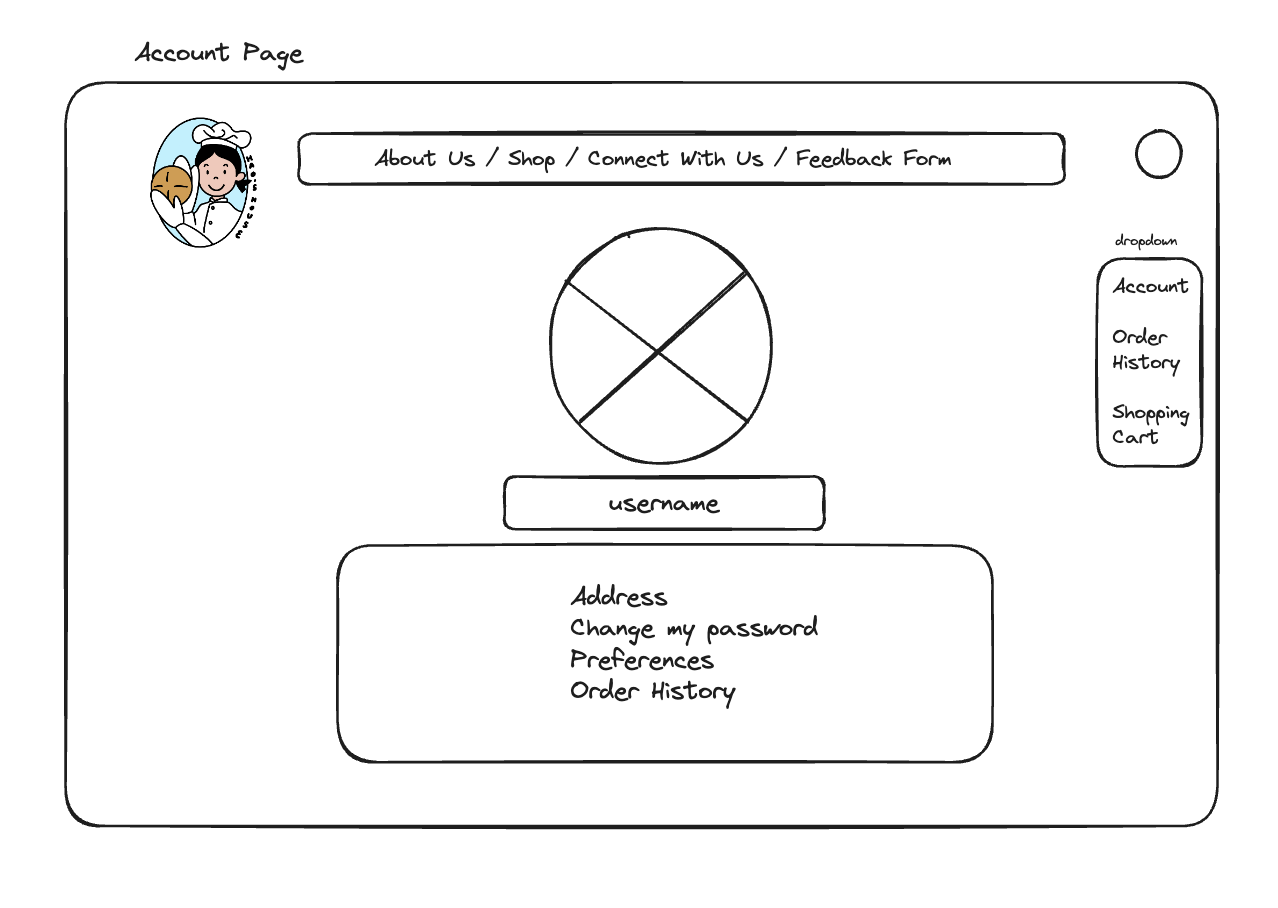 Account Page
About Us / Shop / Connect With Us / Feedback Form
dropdown
Account
Order
History
Shopping
Cart
username
Address
Change my password
Preferences
Order History